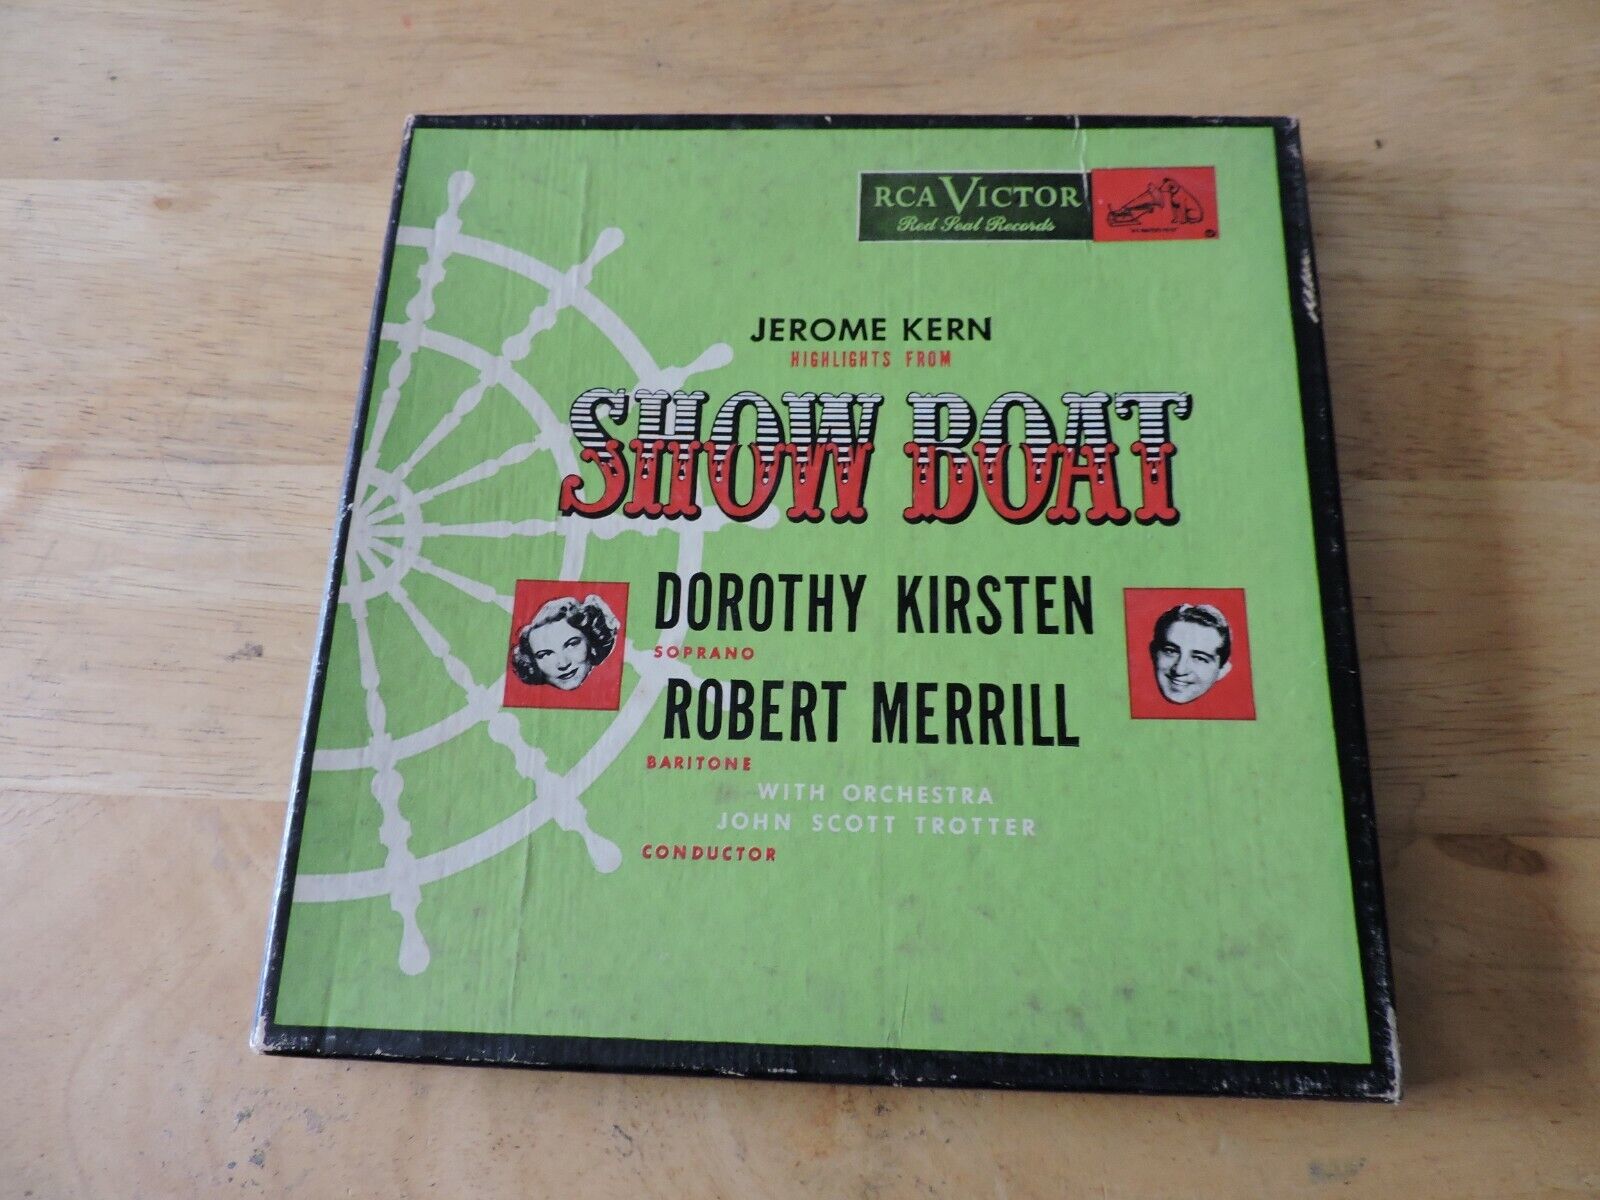 RCA VICTOR
Red Seal Records
JEROME KERN
HIGHLIGHTS FROM
SHOW BOAT
DOROTHY KIRSTEN
SOPRANO
ROBERT MERRILL
BARITONE
WITH ORCHESTRA
JOHN SCOTT TROTTER
CONDUCTOR